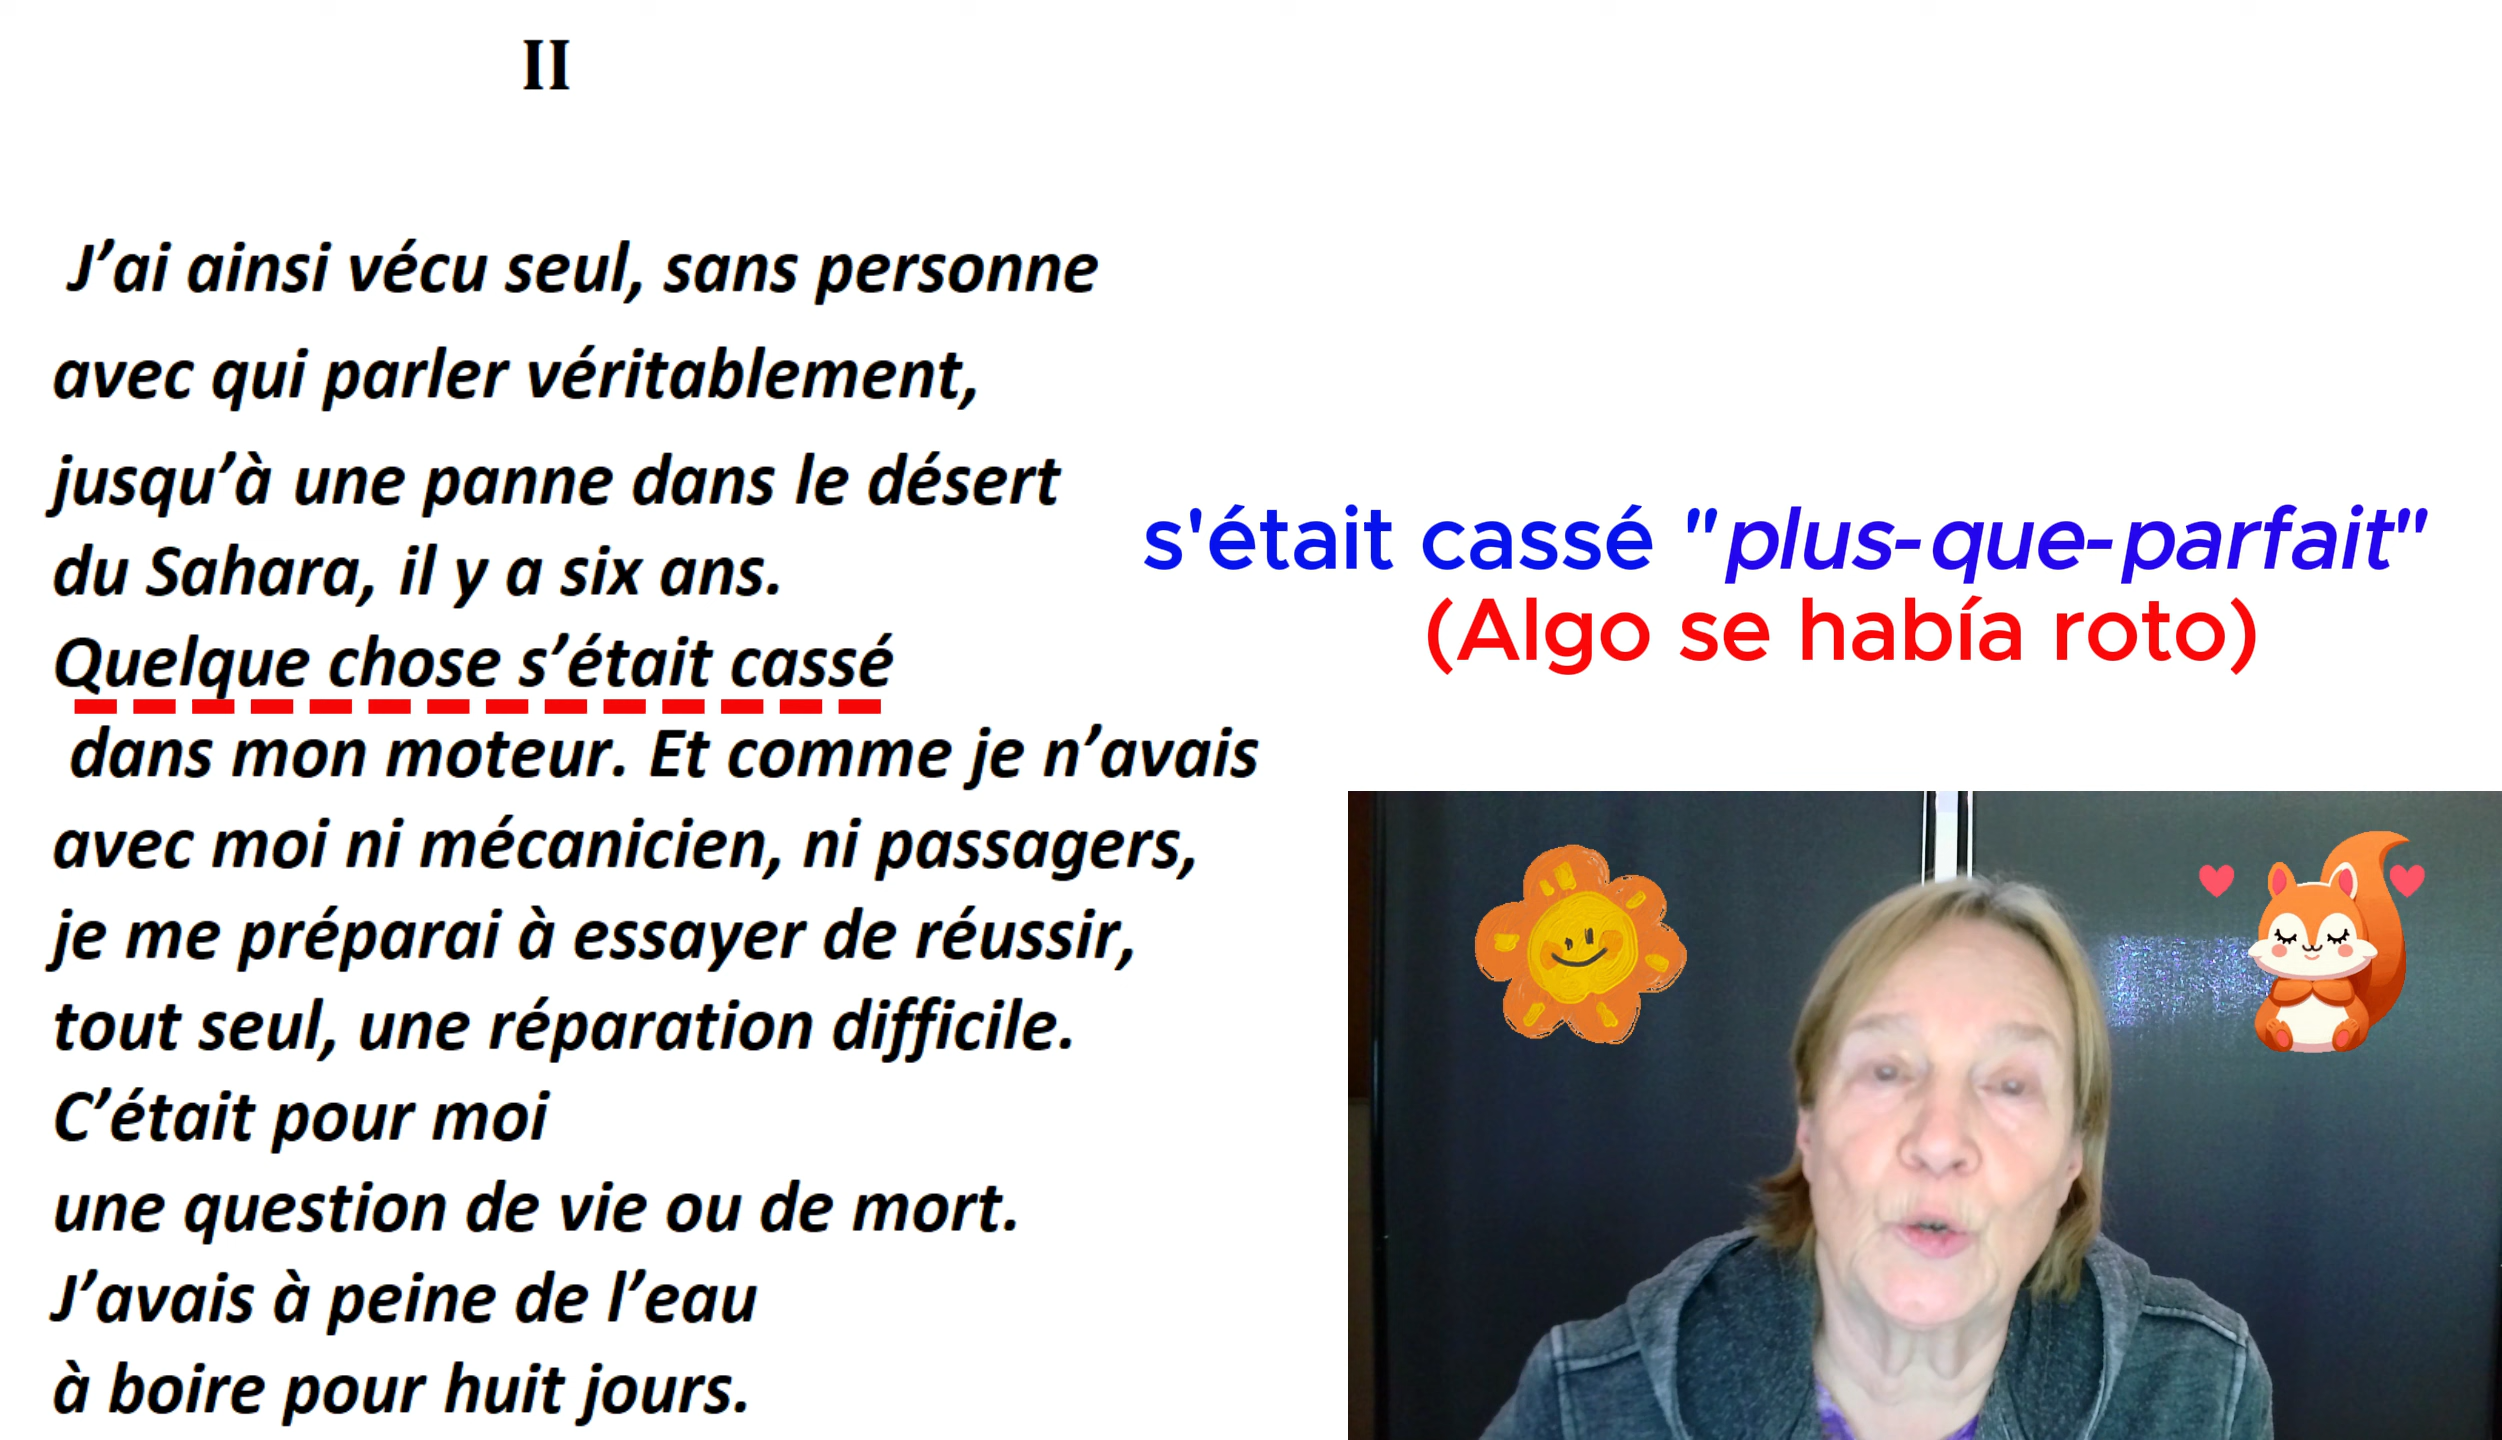 II
J’ai ainsi vécu seul, sans personne
avec qui parler véritablement,
jusqu’à une panne dans le désert
du Sahara, il y a six ans.
Quelque chose s’était cassé
dans mon moteur. Et comme je n’avais
avec moi ni mécanicien, ni passagers,
je me préparai à essayer de réussir,
tout seul, une réparation difficile.
C’était pour moi
une question de vie ou de mort.
J’avais à peine de l’eau
à boire pour huit jours.
s'était cassé "plus-que-parfait"
(Algo se había roto)